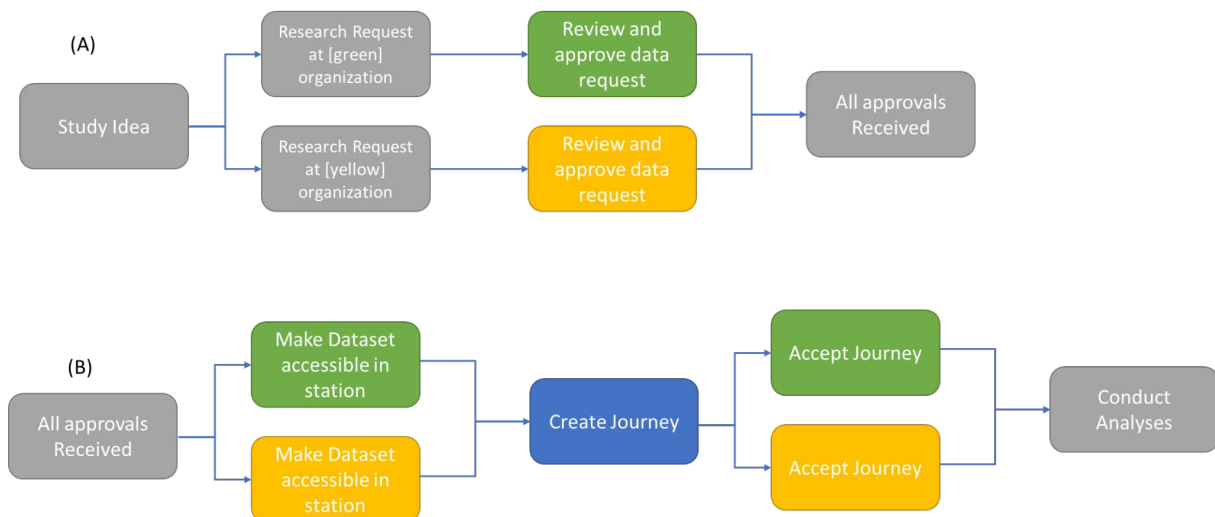 (A)
Study Idea
Research Request
at [green]
organization
Review and
approve data
request
Research Request
at [yellow]
organization
Review and
approve data
request
All approvals
Received
(B)
All approvals
Received
Make Dataset
accessible in
station
Make Dataset
accessible in
station
Create Journey
Accept Journey
Accept Journey
Conduct
Analyses